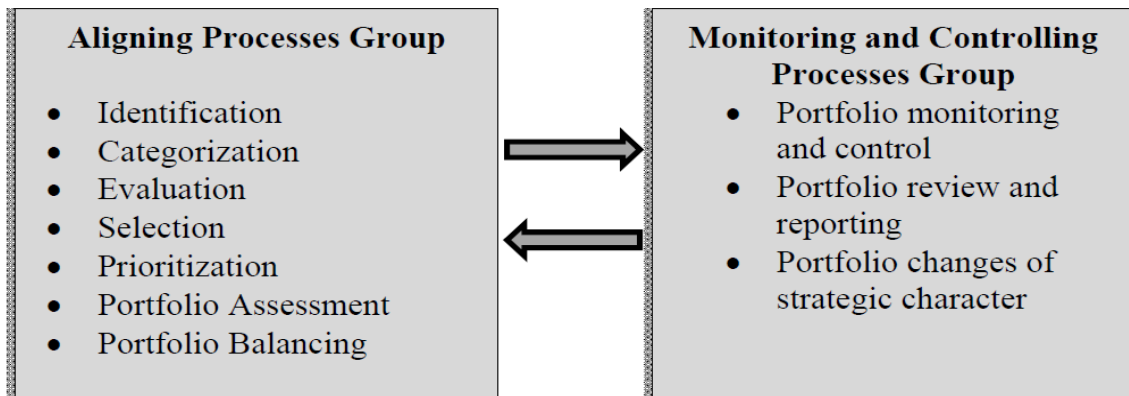 Aligning Processes Group
• Identification
• Categorization
• Evaluation
• Selection
• Prioritization
• Portfolio Assessment
• Portfolio Balancing
Monitoring and Controlling
Processes Group
• Portfolio monitoring
and control
• Portfolio review and
reporting
• Portfolio changes of
strategic character